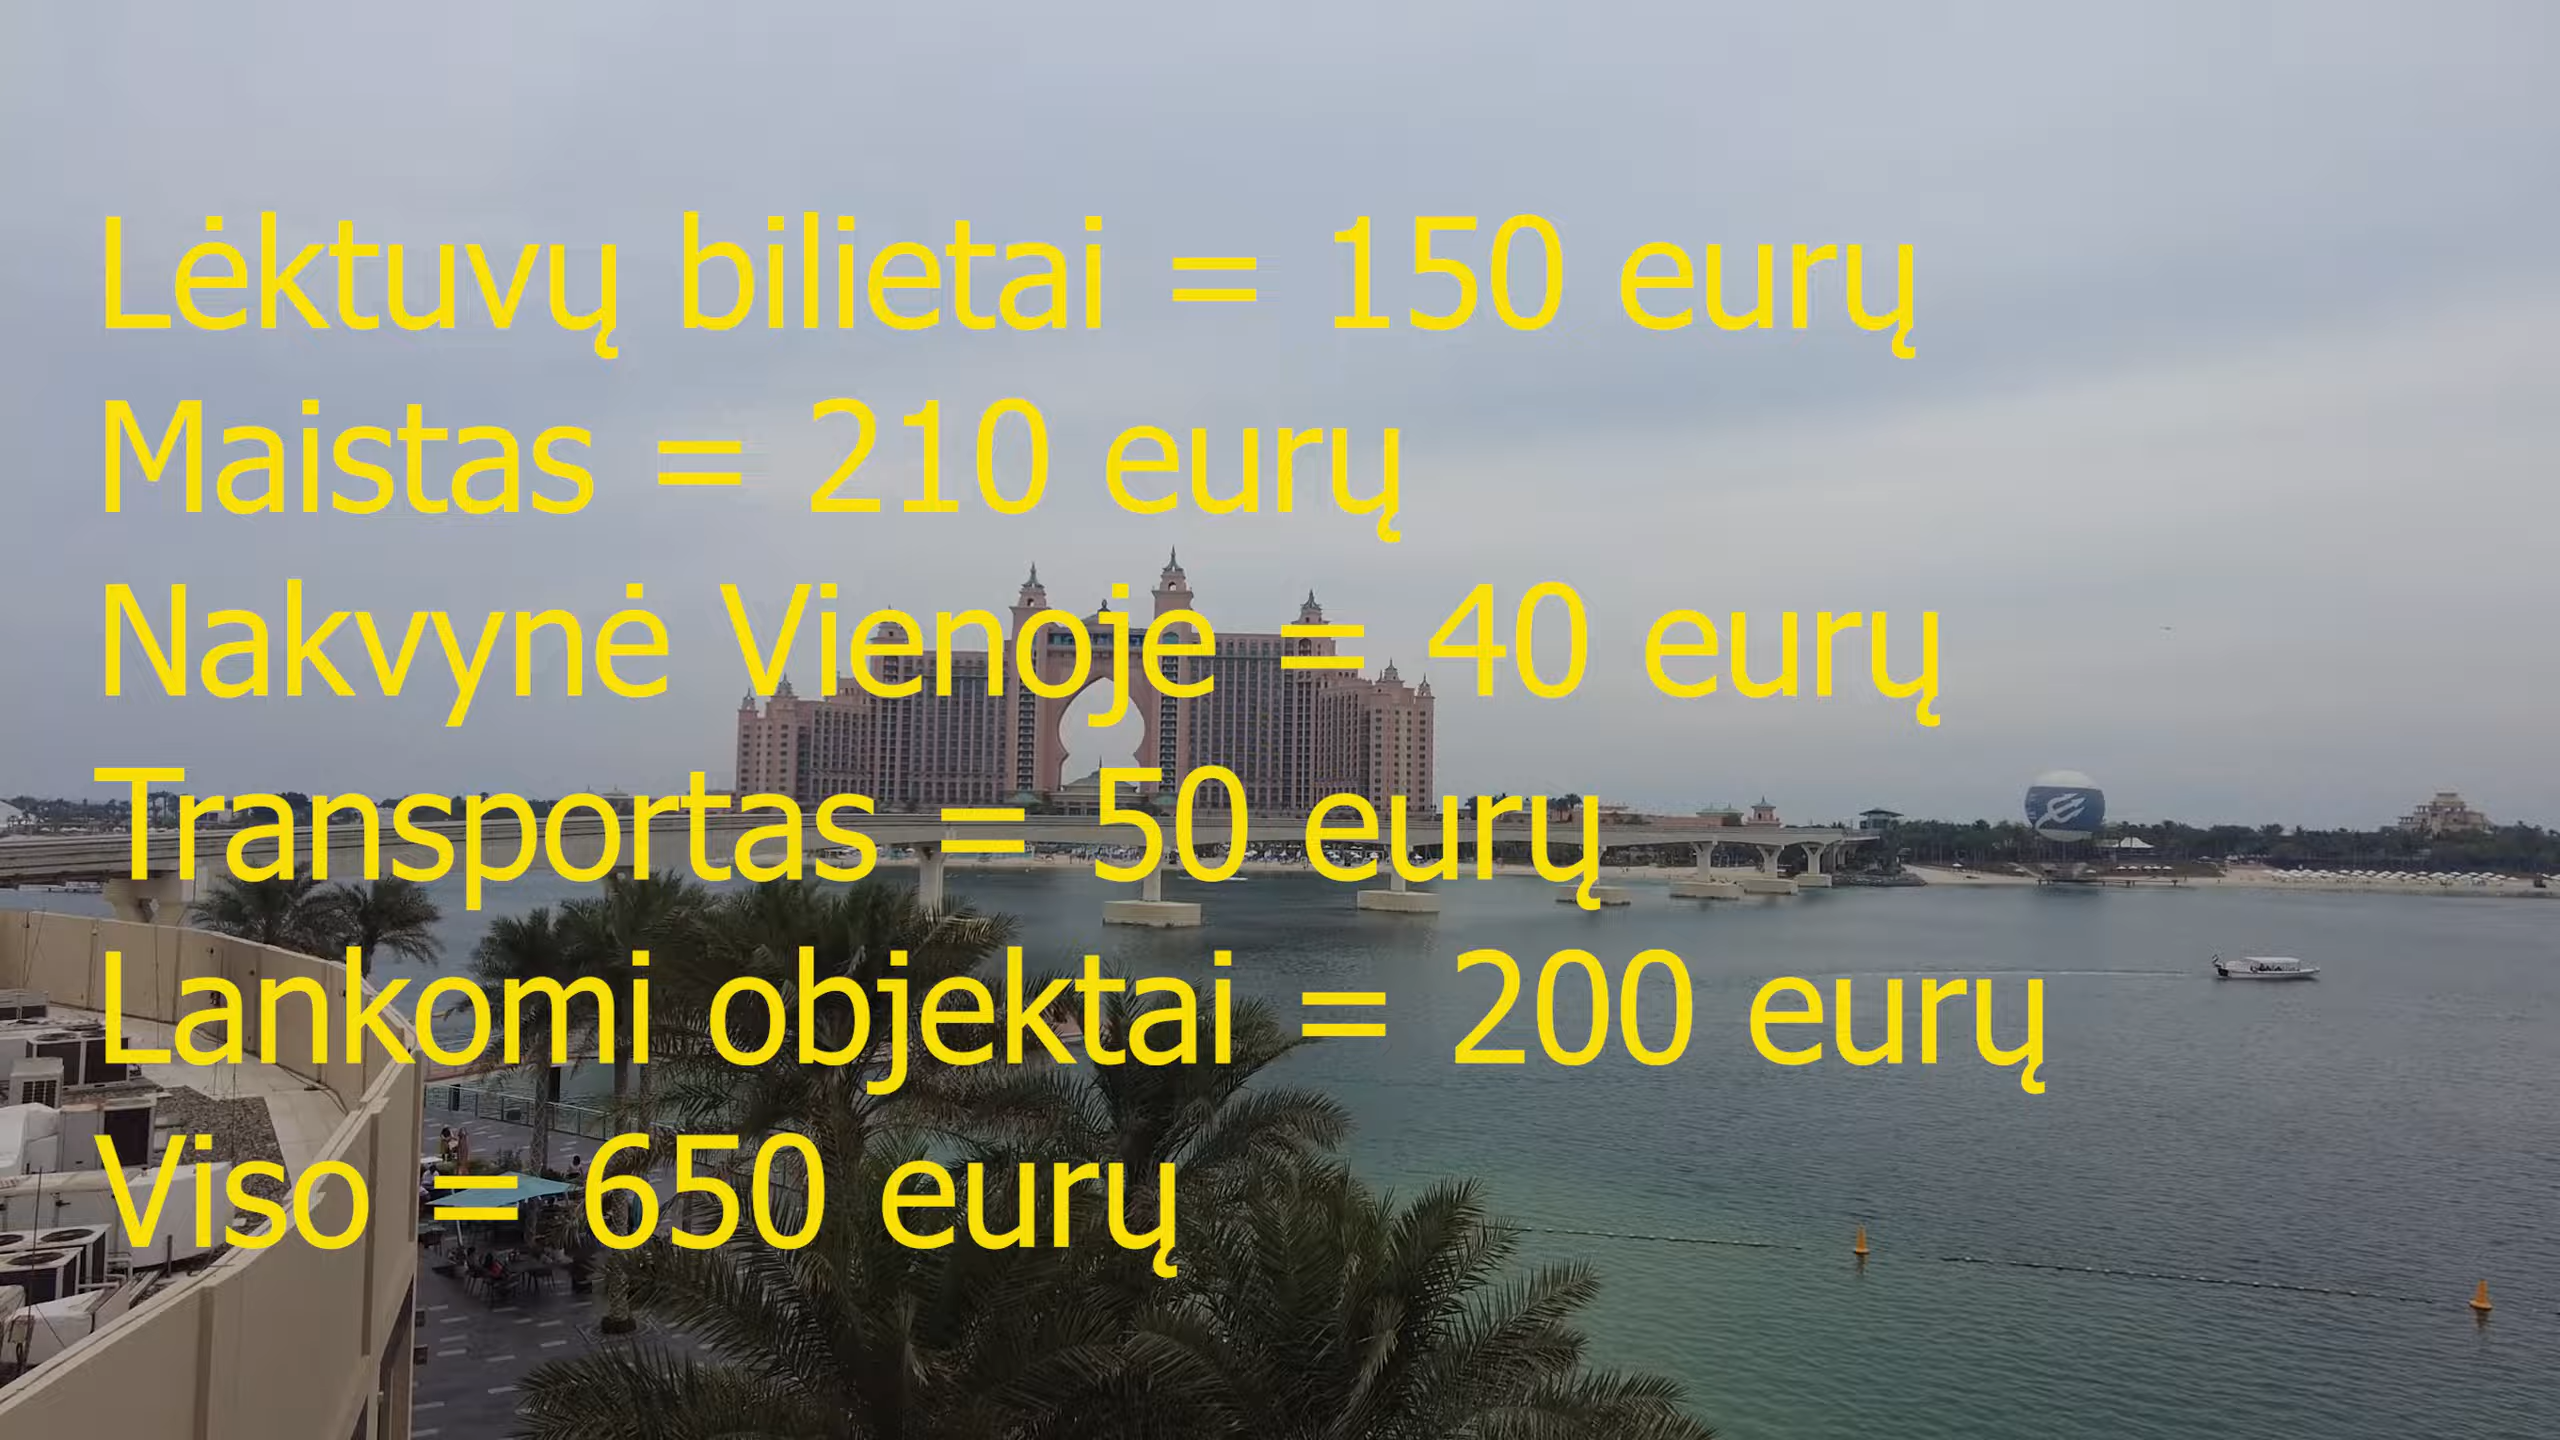 Lėktuvų bilietai = 150 eurų
Maistas = 210 eurų
Nakvynė Vienoje = 40 eurų
Transportas = 50 eurų
Lankomi objektai = 200 eurų
Viso = 650 eurų